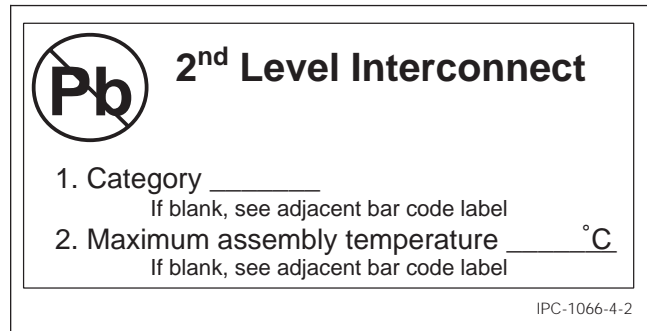 Pb
2nd Level Interconnect
1. Category _______
If blank, see adjacent bar code label
2. Maximum assembly temperature _______°C
If blank, see adjacent bar code label
IPC-1066-4-2